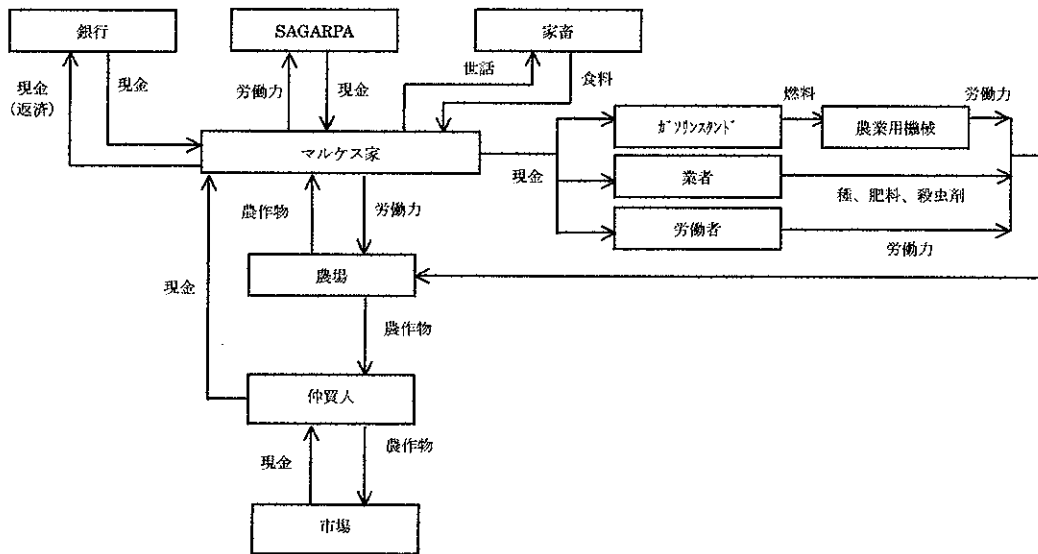 銀行
SAGARPA
家畜
現金
(返済)
現金
労働力
現金
世話
食料
燃料
労働力
ｶﾞｿﾘﾝｽﾀﾝﾄﾞ
農業用機械
マルケス家
現金
業者
種、肥料、殺虫剤
農作物
労働力
労働者
労働力
農場
現金
農作物
仲買人
現金
農作物
市場